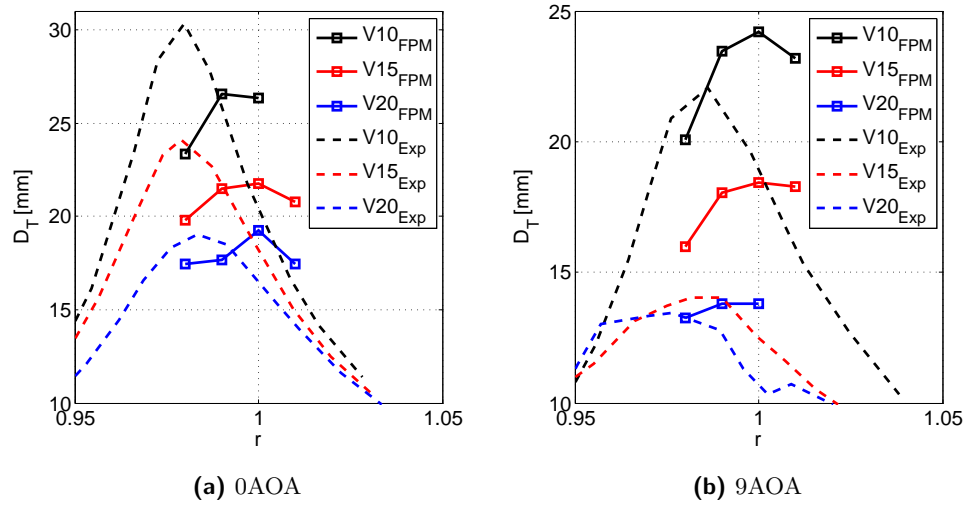 30
25
20
15
10
0.95
1
1.05
r
D_T [mm]
V10_FPM
V15_FPM
V20_FPM
V10_Exp
V15_Exp
V20_Exp
(a) 0AOA
25
20
15
10
0.95
1
1.05
r
D_T [mm]
V10_FPM
V15_FPM
V20_FPM
V10_Exp
V15_Exp
V20_Exp
(b) 9AOA